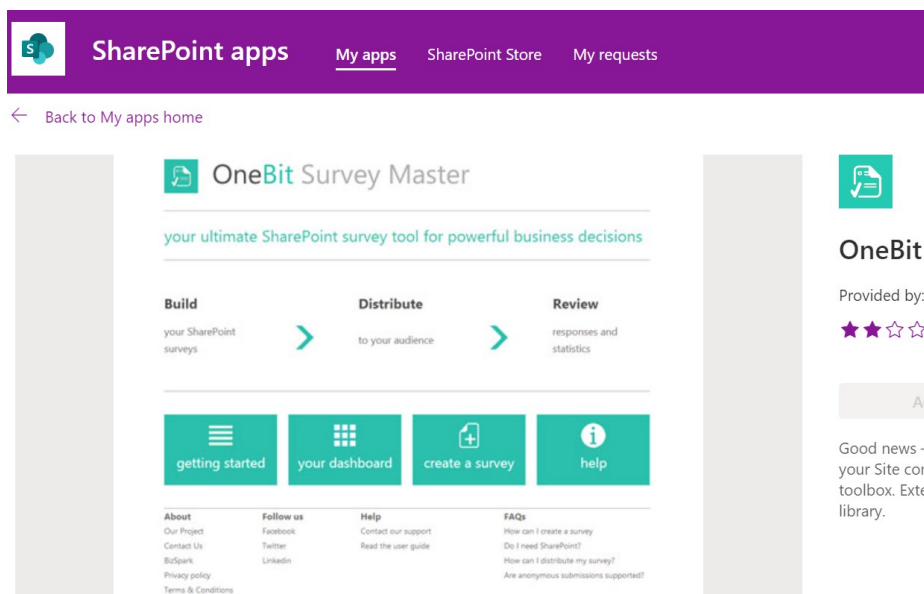 SharePoint apps
My apps
SharePoint Store
My requests
Back to My apps home
OneBit Survey Master
your ultimate SharePoint survey tool for powerful business decisions
Build
your SharePoint
surveys
Distribute
to your audience
Review
responses and
statistics
getting started
your dashboard
create a survey
help
About
Our Project
Contact Us
BizSpark
Privacy policy
Terms & Conditions
Follow us
Facebook
Twitter
Linkedin
Help
Contact our support
Read the user guide
FAQs
How can I create a survey
Do I need SharePoint?
How can I distribute my survey?
Are anonymous submissions supported?
OneBit
Provided by:
Good news -
your Site
toolbox.
library.